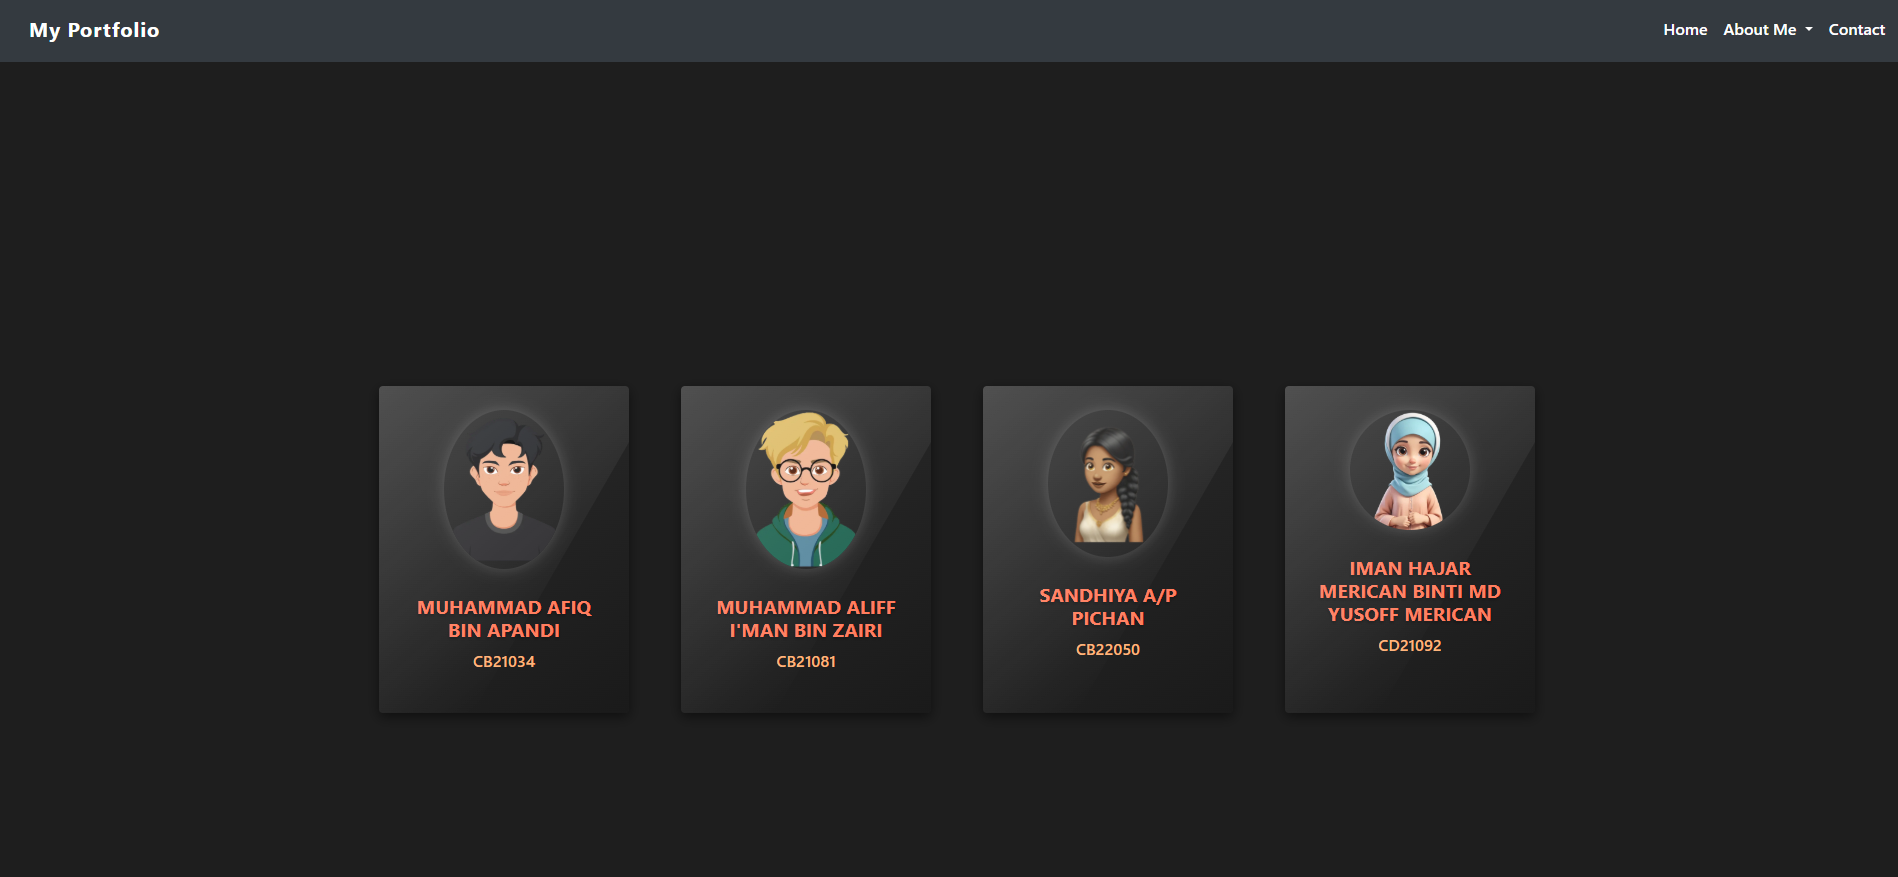 My Portfolio
Home
About Me
Contact
MUHAMMAD AFIQ
BIN APANDI
CB21034
MUHAMMAD ALIFF
I'MAN BIN ZAIRI
CB21081
SANDHIYA A/P
PICHAN
CB22050
IMAN HAJAR
MERICAN BINTI MD
YUSOFF MERICAN
CD21092